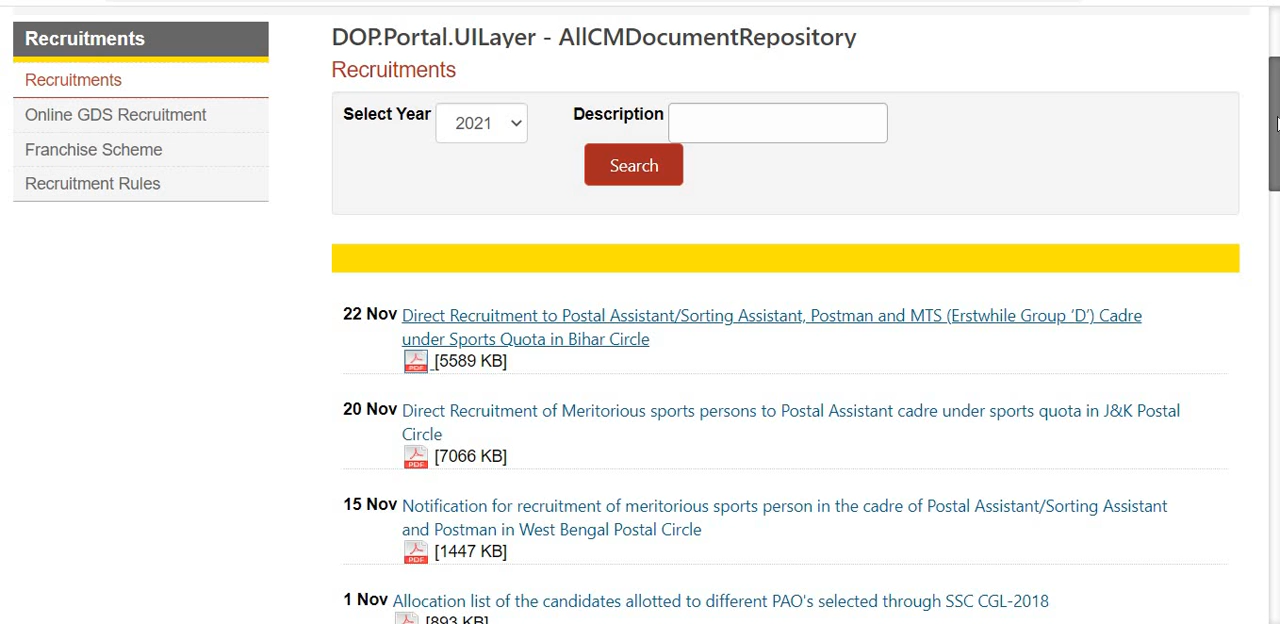 Recruitments
Recruitments
Online GDS Recruitment
Franchise Scheme
Recruitment Rules
DOP.Portal.UILayer - AllCMDocumentRepository
Recruitments
Select Year 2021 Description
Search
22 Nov Direct Recruitment to Postal Assistant/Sorting Assistant, Postman and MTS (Erstwhile Group ‘D’) Cadre
under Sports Quota in Bihar Circle
PDF [5589 KB]
20 Nov Direct Recruitment of Meritorious sports persons to Postal Assistant cadre under sports quota in J&K Postal
Circle
PDF [7066 KB]
15 Nov Notification for recruitment of meritorious sports person in the cadre of Postal Assistant/Sorting Assistant
and Postman in West Bengal Postal Circle
PDF [1447 KB]
1 Nov Allocation list of the candidates allotted to different PAO's selected through SSC CGL-2018
[893 KB]